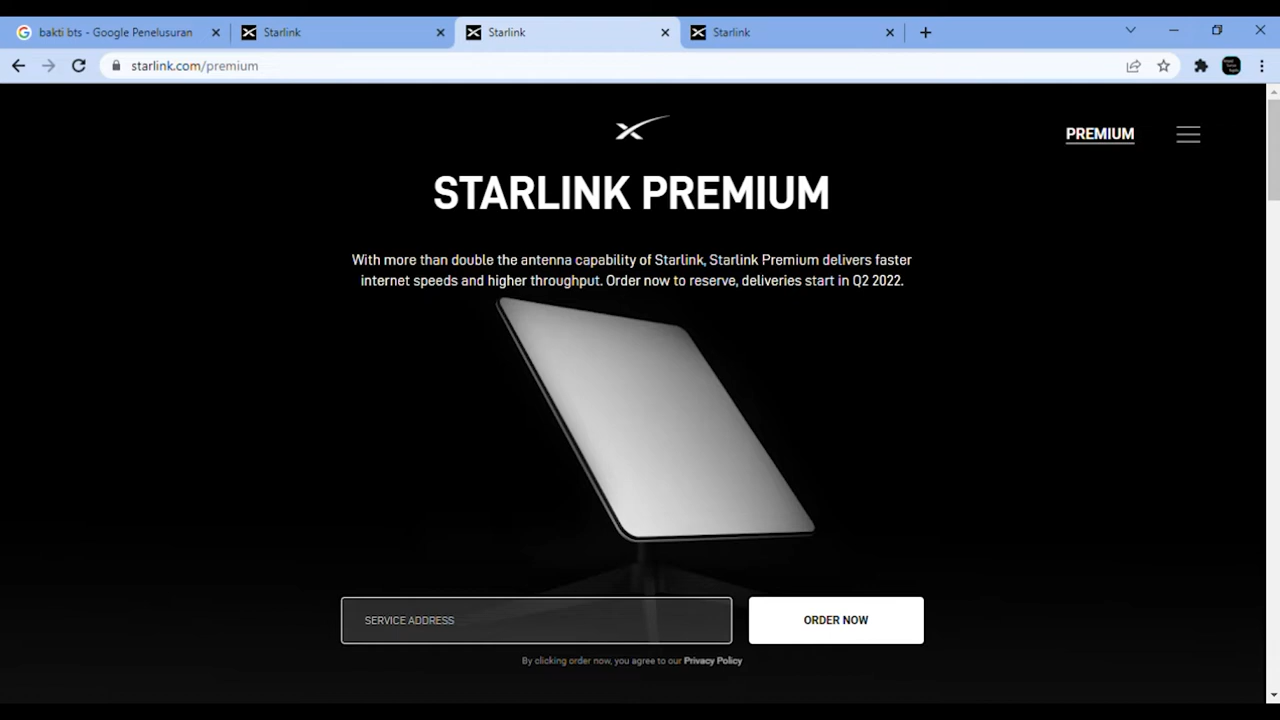 bakti bts - Google Penelusuran
Starlink
Starlink
Starlink
starlink.com/premium
PREMIUM
STARLINK PREMIUM
With more than double the antenna capability of Starlink, Starlink Premium delivers faster
internet speeds and higher throughput. Order now to reserve, deliveries start in Q2 2022.
SERVICE ADDRESS
ORDER NOW
By clicking order now, you agree to our Privacy Policy